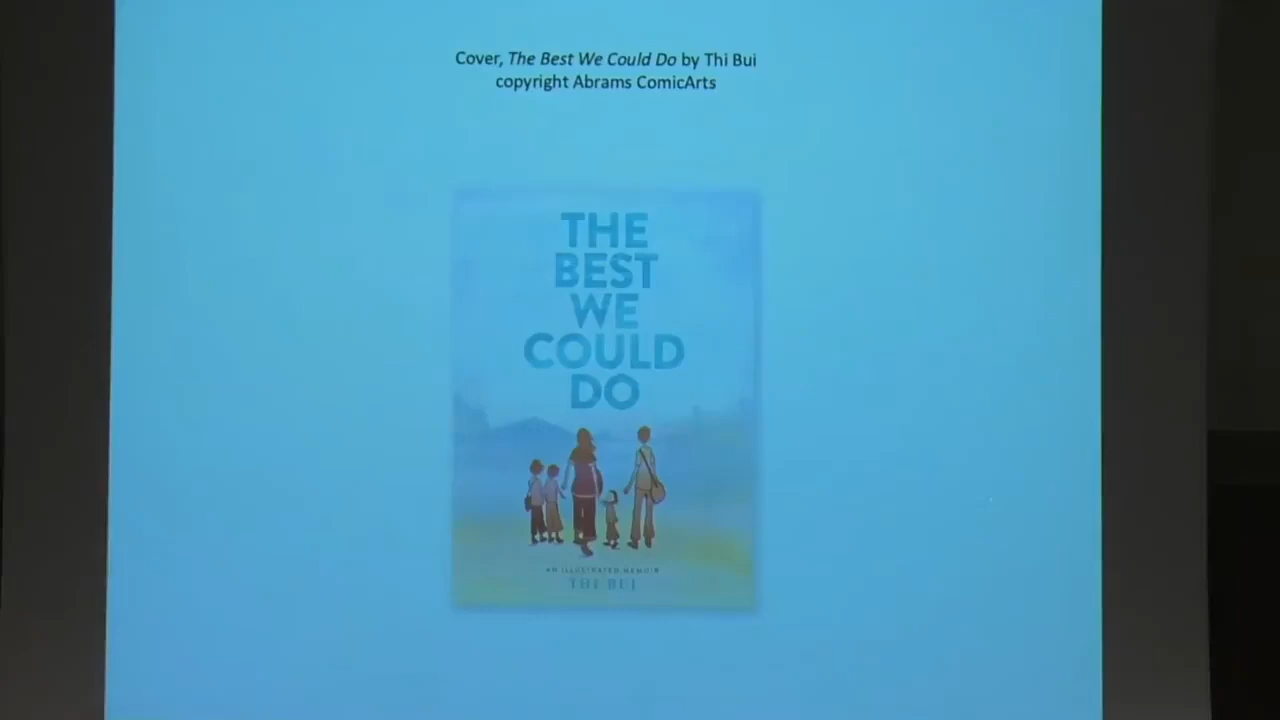 Cover, The Best We Could Do by Thi Bui
copyright Abrams ComicArts
THE
BEST
WE
COULD
DO
AN ILLUSTRATED MEMOIR
THI BUI